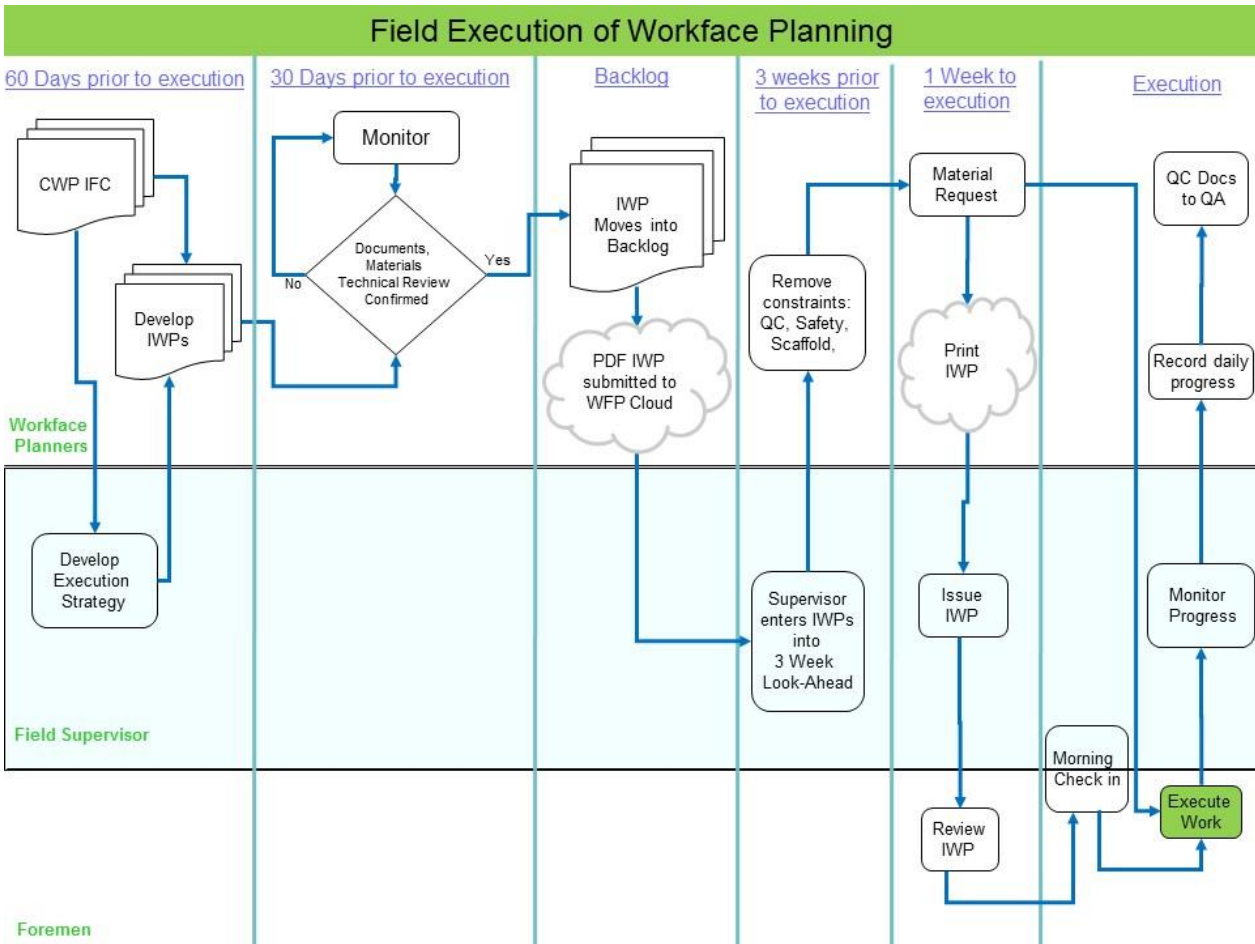 Field Execution of Workface Planning
60 Days prior to execution
30 Days prior to execution
Backlog
3 weeks prior
to execution
1 Week to
execution
Execution
CWP IFC
Develop
IWPs
Monitor
Documents,
Materials
Technical Review
Confirmed
No
Yes
IWP
Moves into
Backlog
PDF IWP
submitted to
WFP Cloud
Remove
constraints:
QC, Safety,
Scaffold,
Material
Request
Print
IWP
QC Docs
to QA
Record daily
progress
Workface
Planners
Develop
Execution
Strategy
Supervisor
enters IWPs
into
3 Week
Look-Ahead
Issue
IWP
Monitor
Progress
Field Supervisor
Morning
Check in
Review
IWP
Execute
Work
Foremen